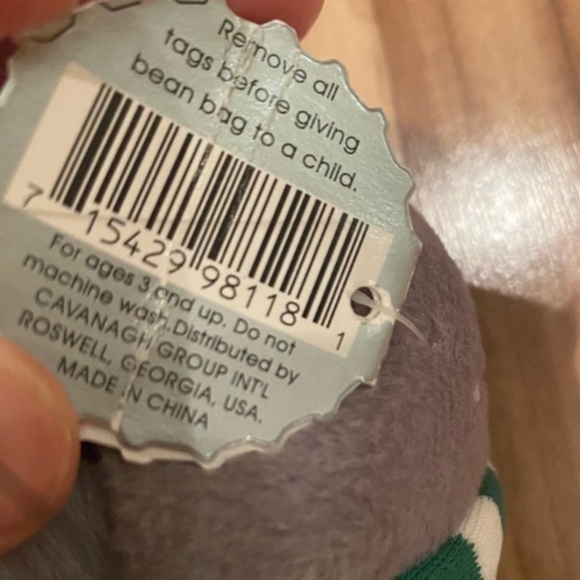 Remove all
tags before giving
bean bag to a child.
7 15429 98118 1
For ages 3 and up. Do not
machine wash. Distributed by
CAVANAGH GROUP INT'L
ROSWELL, GEORGIA, USA.
MADE IN CHINA